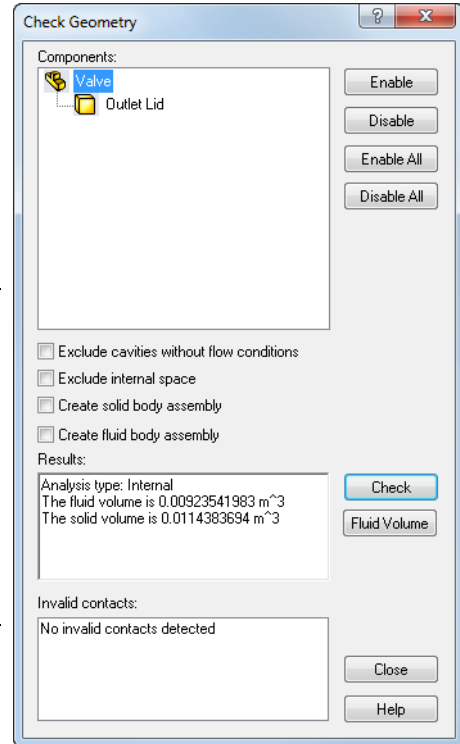 Check Geometry
?
X
Components:
Valve
Outlet Lid
Enable
Disable
Enable All
Disable All
Exclude cavities without flow conditions
Exclude internal space
Create solid body assembly
Create fluid body assembly
Results:
Analysis type: Internal
The fluid volume is 0.00923541983 m^3
The solid volume is 0.0114383694 m^3
Check
Fluid Volume
Invalid contacts:
No invalid contacts detected
Close
Help